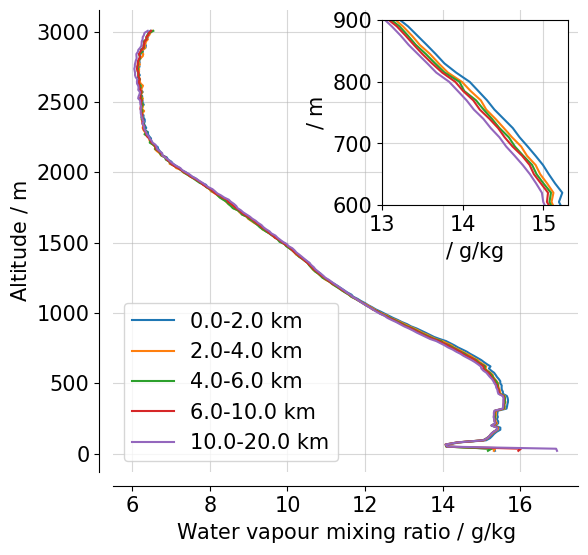 3000
2500
2000
1500
1000
500
0
Altitude / m
6
8
10
12
14
16
Water vapour mixing ratio / g/kg
900
800
700
600
/ m
13
14
15
/ g/kg
0.0-2.0 km
2.0-4.0 km
4.0-6.0 km
6.0-10.0 km
10.0-20.0 km